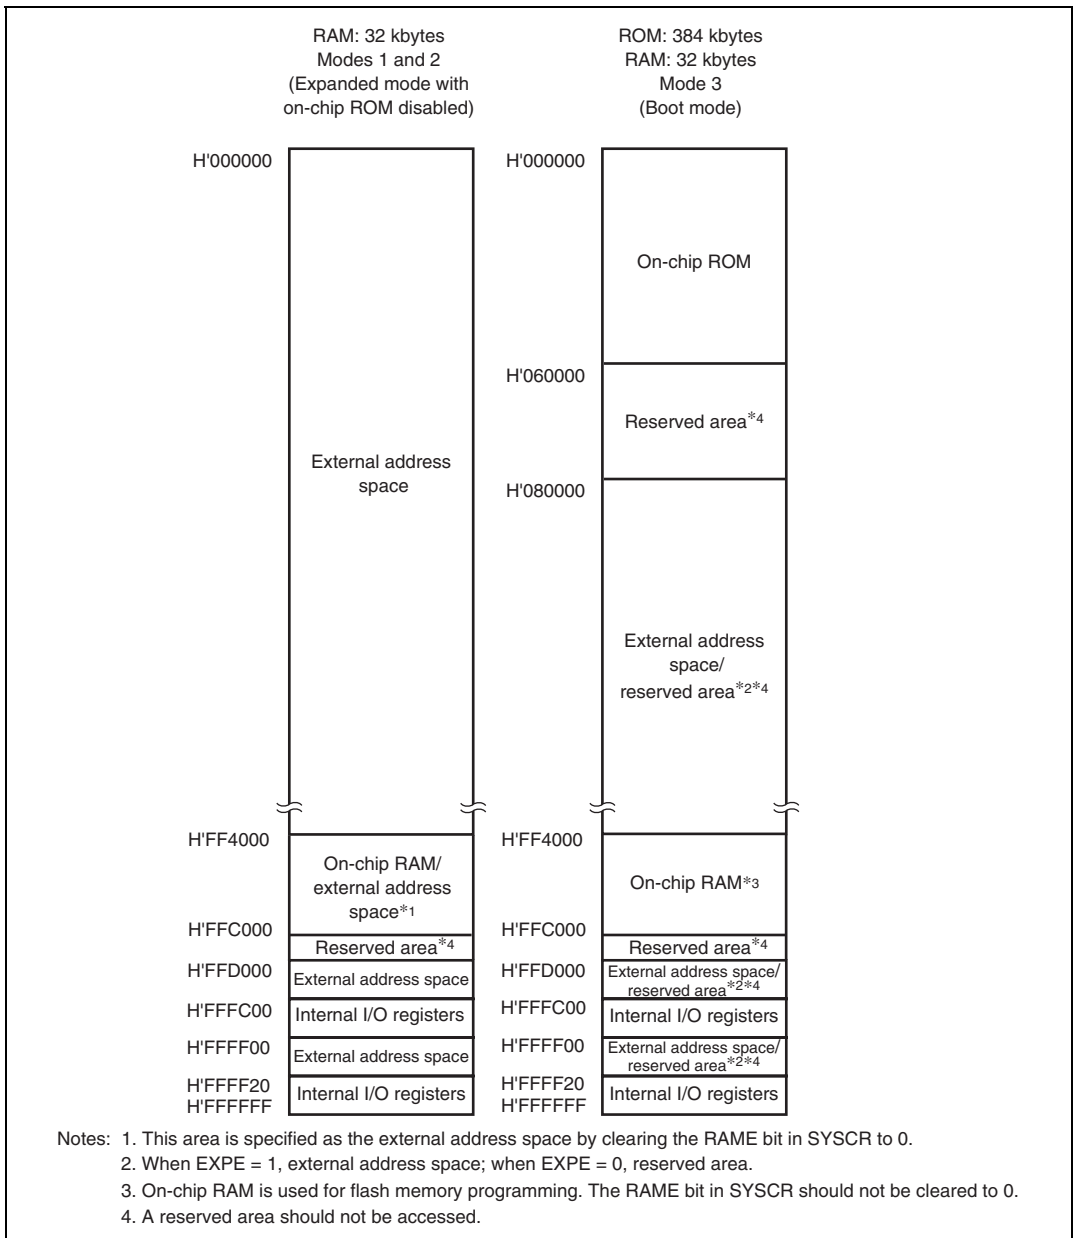 RAM: 32 kbytes
Modes 1 and 2
(Expanded mode with
on-chip ROM disabled)
H'000000
External address
space
H'FF4000
On-chip RAM/
external address
space*1
H'FFC000
Reserved area*4
H'FFD000
External address space
H'FFFC00
Internal I/O registers
H'FFFF00
External address space
H'FFFF20
Internal I/O registers
H'FFFFFF
ROM: 384 kbytes
RAM: 32 kbytes
Mode 3
(Boot mode)
H'000000
On-chip ROM
H'060000
Reserved area*4
H'080000
External address
space/
reserved area*2*4
H'FF4000
On-chip RAM*3
H'FFC000
Reserved area*4
H'FFD000
External address space/
reserved area*2*4
H'FFFC00
Internal I/O registers
H'FFFF00
External address space/
reserved area*2*4
H'FFFF20
Internal I/O registers
H'FFFFFF
Notes: 1. This area is specified as the external address space by clearing the RAME bit in SYSCR to 0.
2. When EXPE = 1, external address space; when EXPE = 0, reserved area.
3. On-chip RAM is used for flash memory programming. The RAME bit in SYSCR should not be cleared to 0.
4. A reserved area should not be accessed.